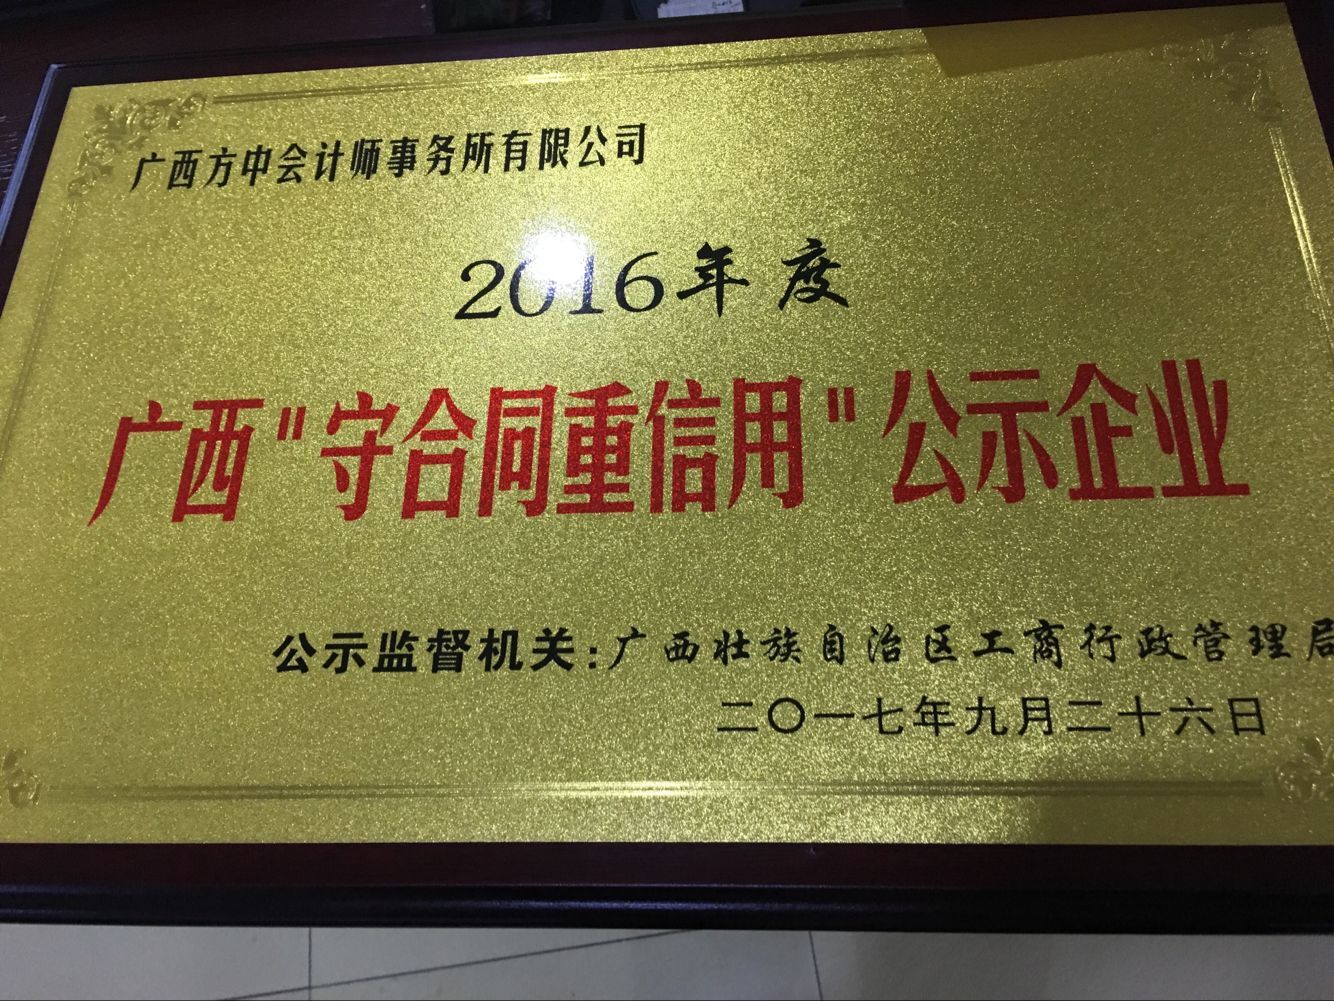 广西方中会计师事务所有限公司
2016年度
广西"守合同重信用"公示企业
公示监督机关:广西壮族自治区工商行政管理局
二〇一七年九月二十六日